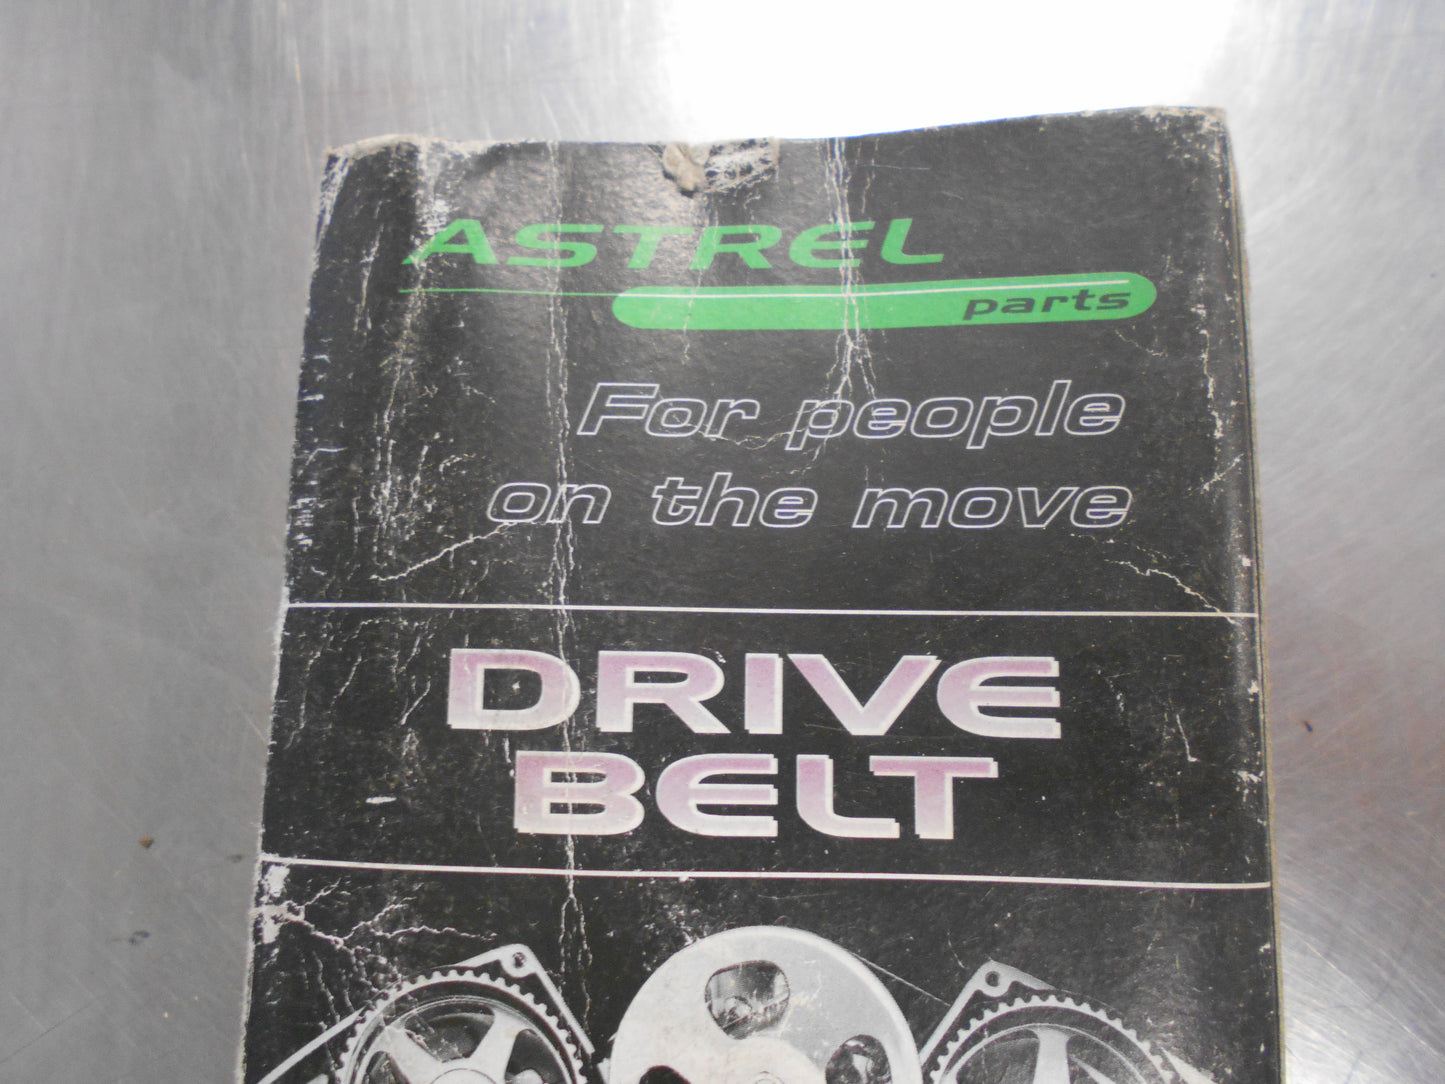 ASTREL
parts
For people
on the move
DRIVE
BELT